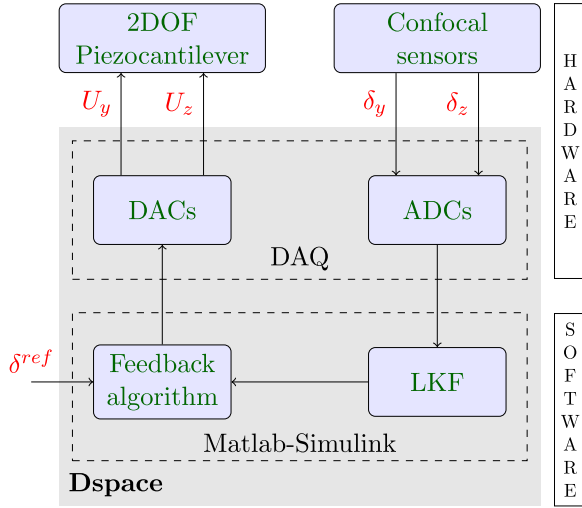 2DOF
Piezocantilever
Confocal
sensors
U_y
U_z
δ_y
δ_z
DACs
ADCs
DAQ
δ^{ref}
Feedback
algorithm
LKF
Matlab-Simulink
Dspace
H
A
R
D
W
A
R
E
S
O
F
T
W
A
R
E